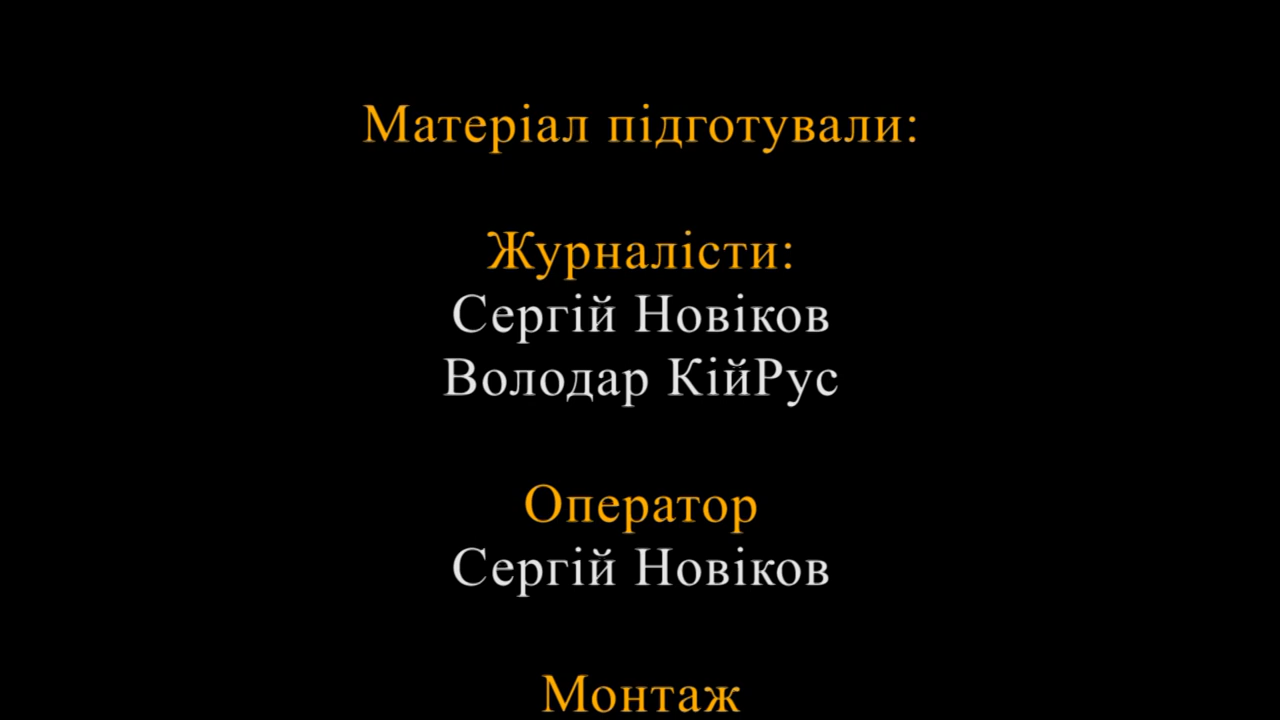 Матеріал підготували:
Журналісти:
Сергій Новіков
Володар КійРус
Оператор
Сергій Новіков
Монтаж